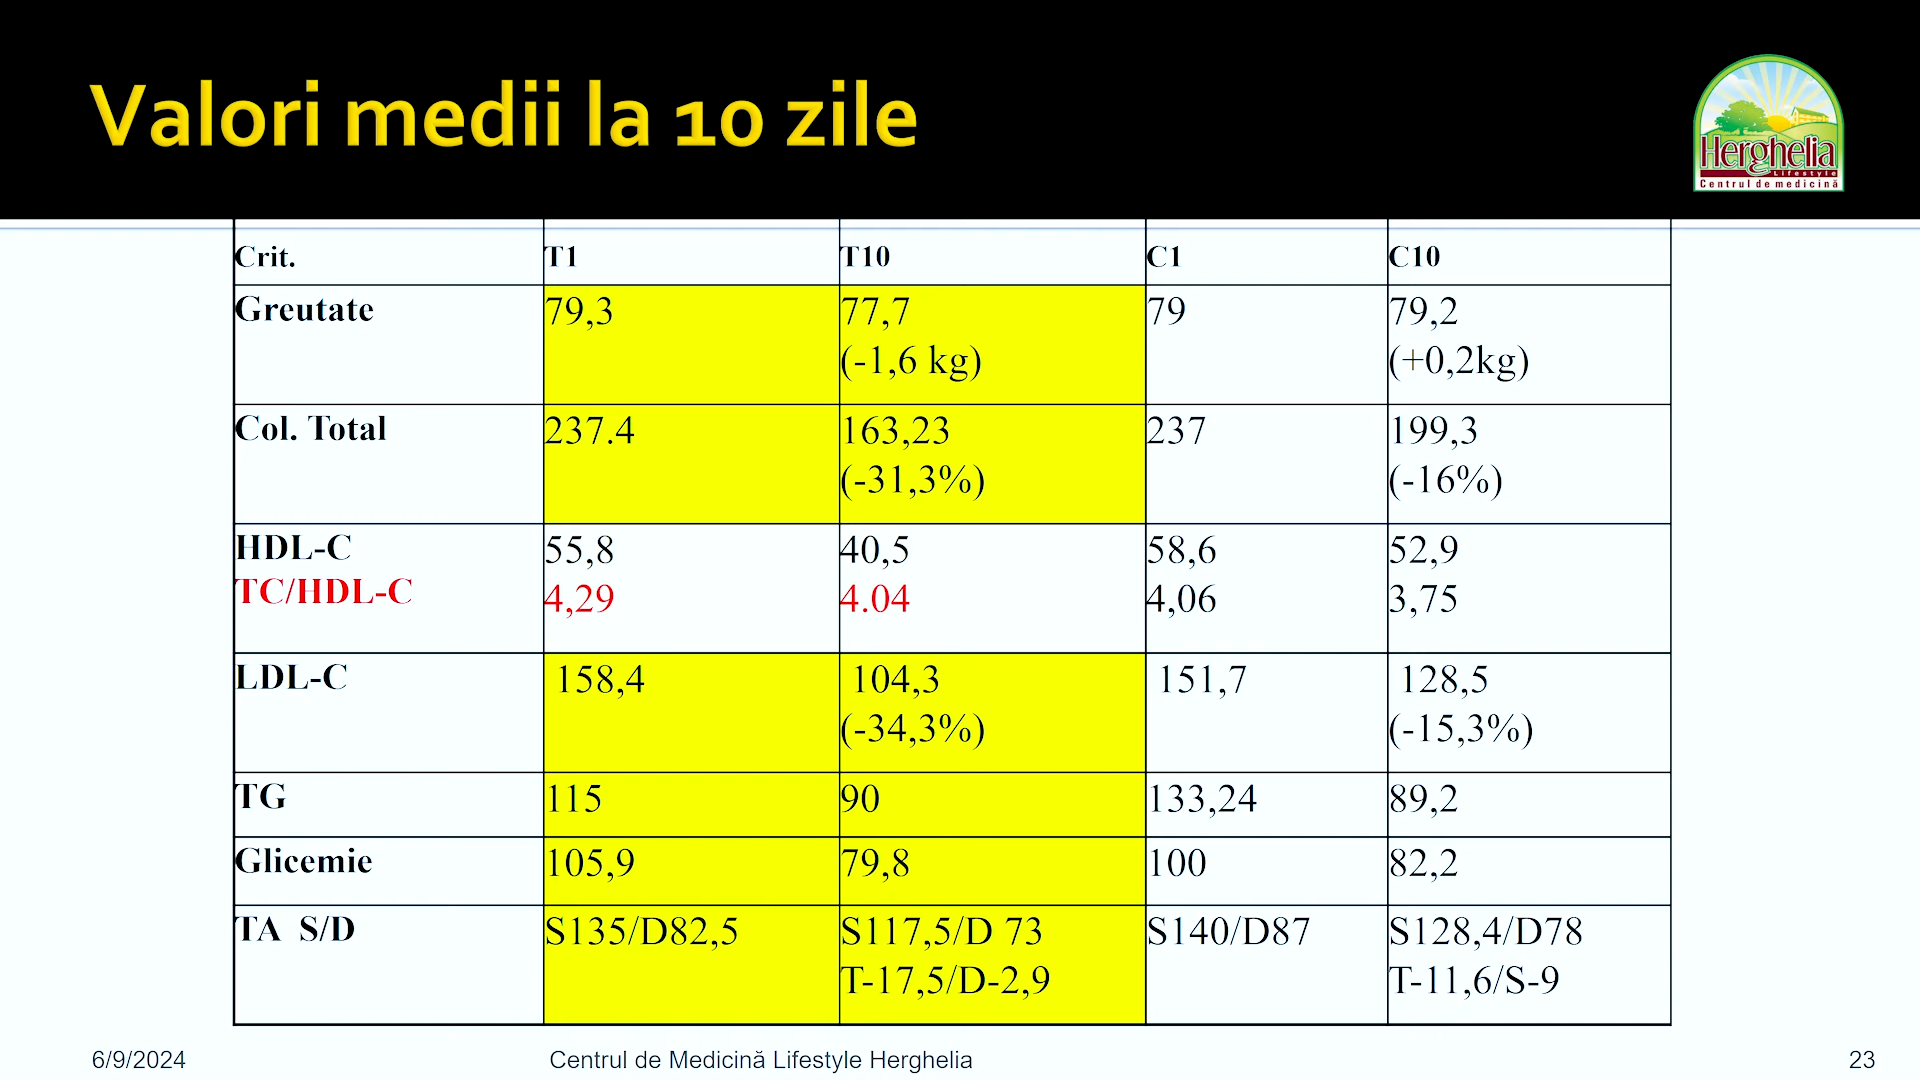 Valori medii la 10 zile
Herghelia
Lifestyle
Centrul de medicină
Crit. T1 T10 C1 C10
Greutate 79,3 77,7 79 79,2
(-1,6 kg) (+0,2kg)
Col. Total 237.4 163,23 237 199,3
(-31,3%) (-16%)
HDL-C 55,8 40,5 58,6 52,9
TC/HDL-C 4,29 4.04 4,06 3,75
LDL-C 158,4 104,3 151,7 128,5
(-34,3%) (-15,3%)
TG 115 90 133,24 89,2
Glicemie 105,9 79,8 100 82,2
TA S/D S135/D82,5 S117,5/D 73 S140/D87 S128,4/D78
T-17,5/D-2,9 T-11,6/S-9
6/9/2024 Centrul de Medicină Lifestyle Herghelia 23